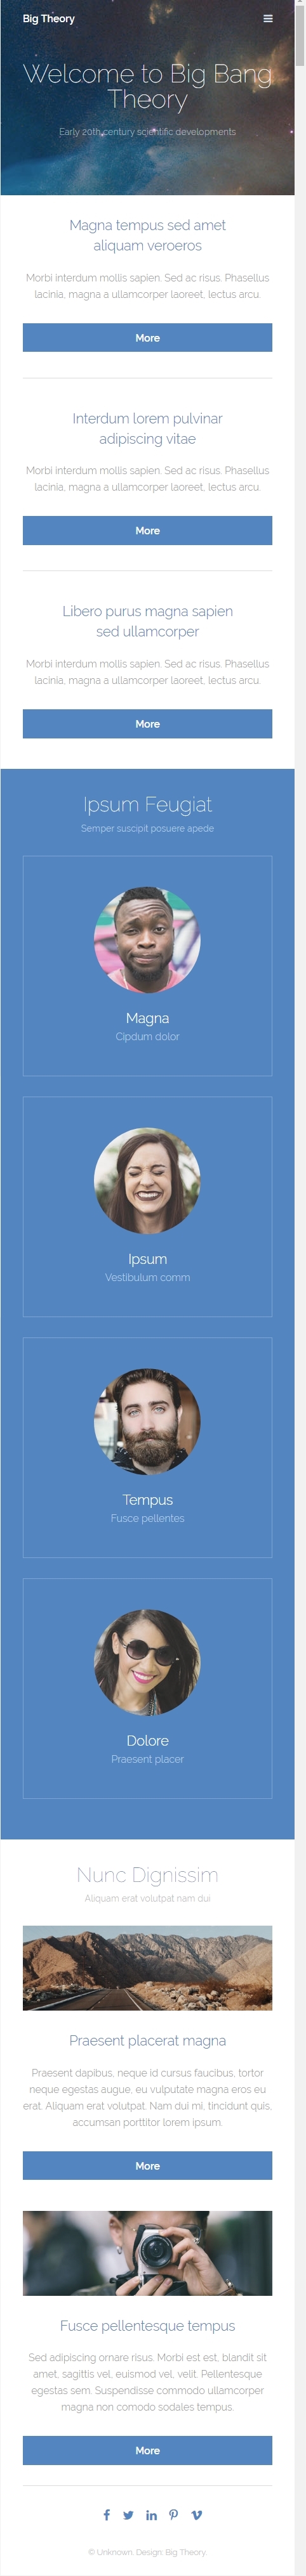 Big Theory
Welcome to Big Bang
Theory
Early 20th century scientific developments
Magna tempus sed amet
aliquam veroeros
Morbi interdum mollis sapien. Sed ac risus. Phasellus
lacinia, magna a ullamcorper laoreet, lectus arcu.
More
Interdum lorem pulvinar
adipiscing vitae
Morbi interdum mollis sapien. Sed ac risus. Phasellus
lacinia, magna a ullamcorper laoreet, lectus arcu.
More
Libero purus magna sapien
sed ullamcorper
Morbi interdum mollis sapien. Sed ac risus. Phasellus
lacinia, magna a ullamcorper laoreet, lectus arcu.
More
Ipsum Feugiat
Semper suscipit posuere apede
Magna
Cipdum dolor
Ipsum
Vestibulum comm
Tempus
Fusce pellentes
Dolore
Praesent placer
Nunc Dignissim
Aliquam erat volutpat nam dui
Praesent placerat magna
Praesent dapibus, neque id cursus faucibus, tortor
neque egestas augue, eu vulputate magna eros eu
erat. Aliquam erat volutpat. Nam dui mi, tincidunt quis,
accumsan porttitor lorem ipsum.
More
Fusce pellentesque tempus
Sed adipiscing ornare risus. Morbi est est, blandit sit
amet, sagittis vel, euismod vel, velit. Pellentesque
egestas sem. Suspendisse commodo ullamcorper
magna non comodo sodales tempus.
More
© Unknown. Design: Big Theory.